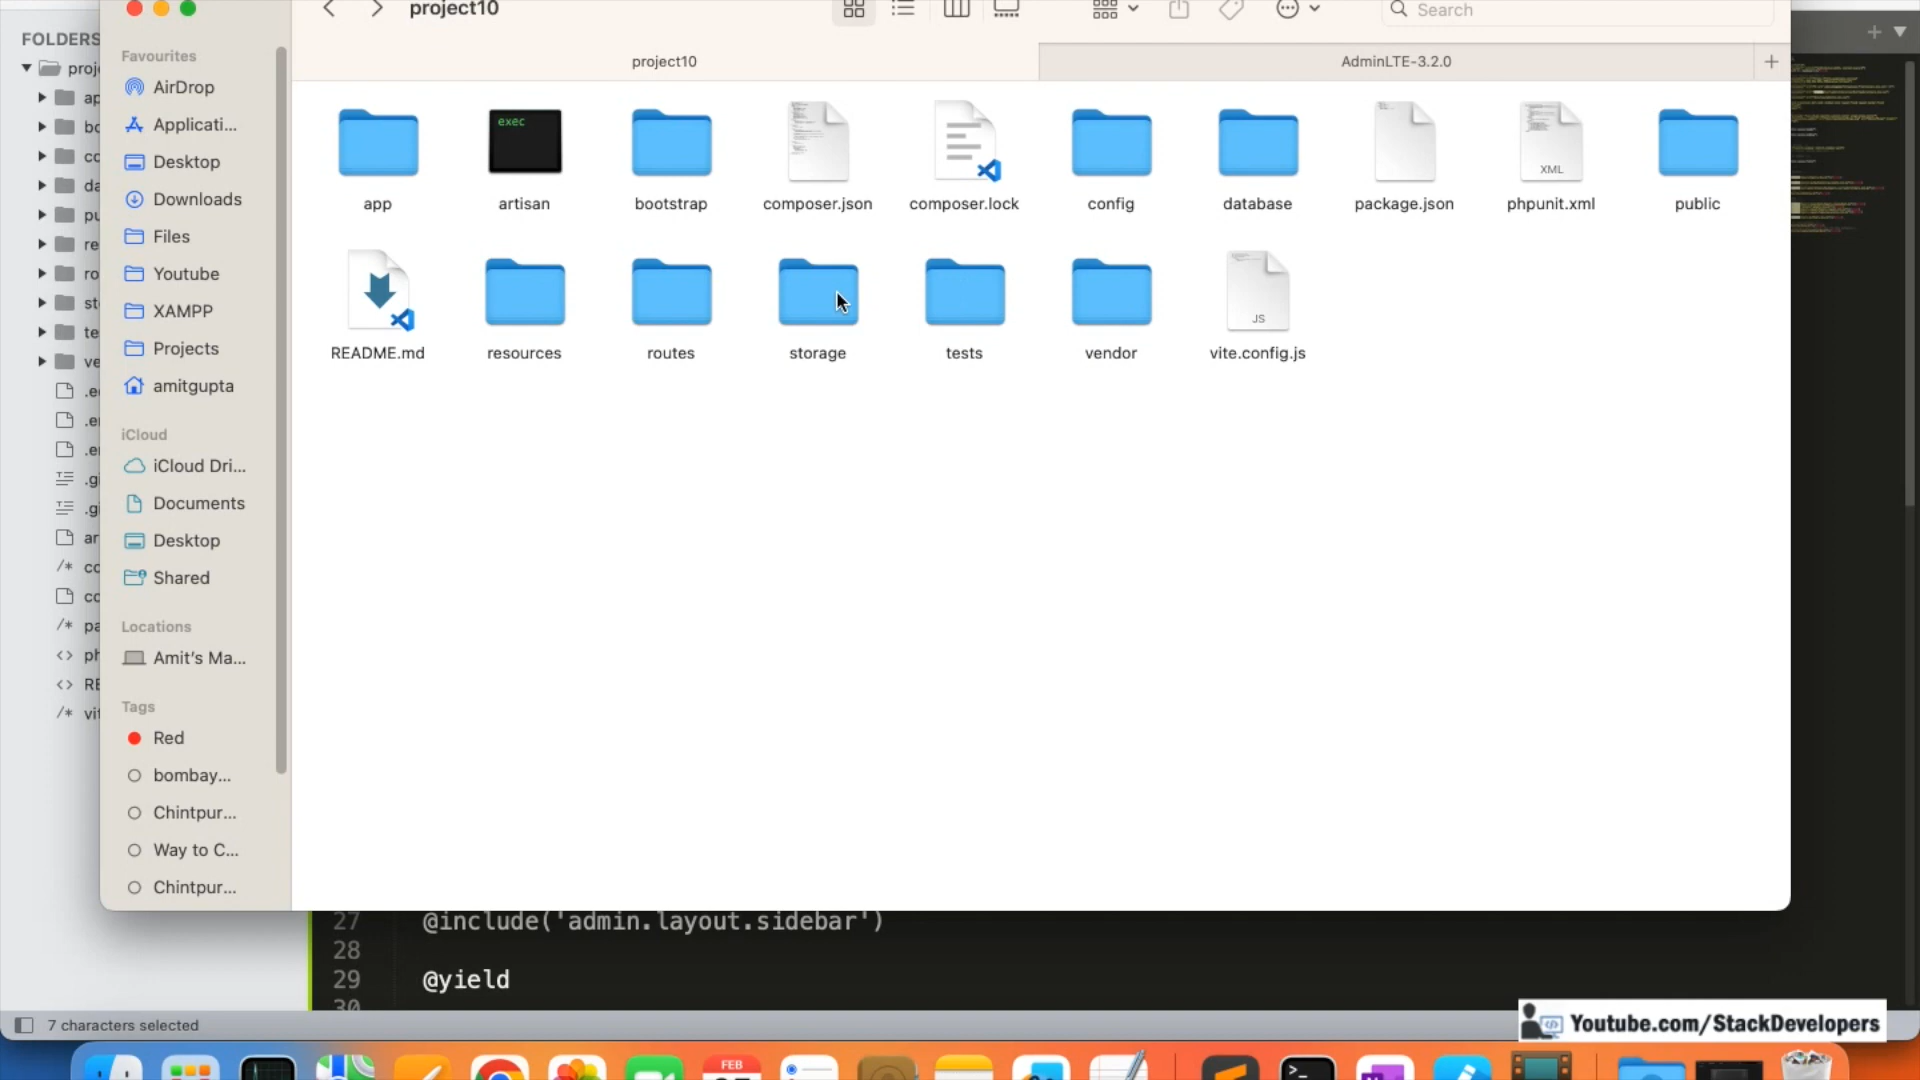 project10
Search
project10
AdminLTE-3.2.0
FOLDERS
Favourites
AirDrop
Applicati...
Desktop
Downloads
Files
Youtube
XAMPP
Projects
amitgupta
iCloud
iCloud Dri...
Documents
Desktop
Shared
Locations
Amit's Ma...
Tags
Red
bombay...
Chintpur...
Way to C...
Chintpur...
exec
XML
app
artisan
bootstrap
composer.json
composer.lock
config
database
package.json
phpunit.xml
public
JS
README.md
resources
routes
storage
tests
vendor
vite.config.js
27 @include('admin.layout.sidebar')
28
29 @yield
30
7 characters selected
Youtube.com/StackDevelopers
FEB